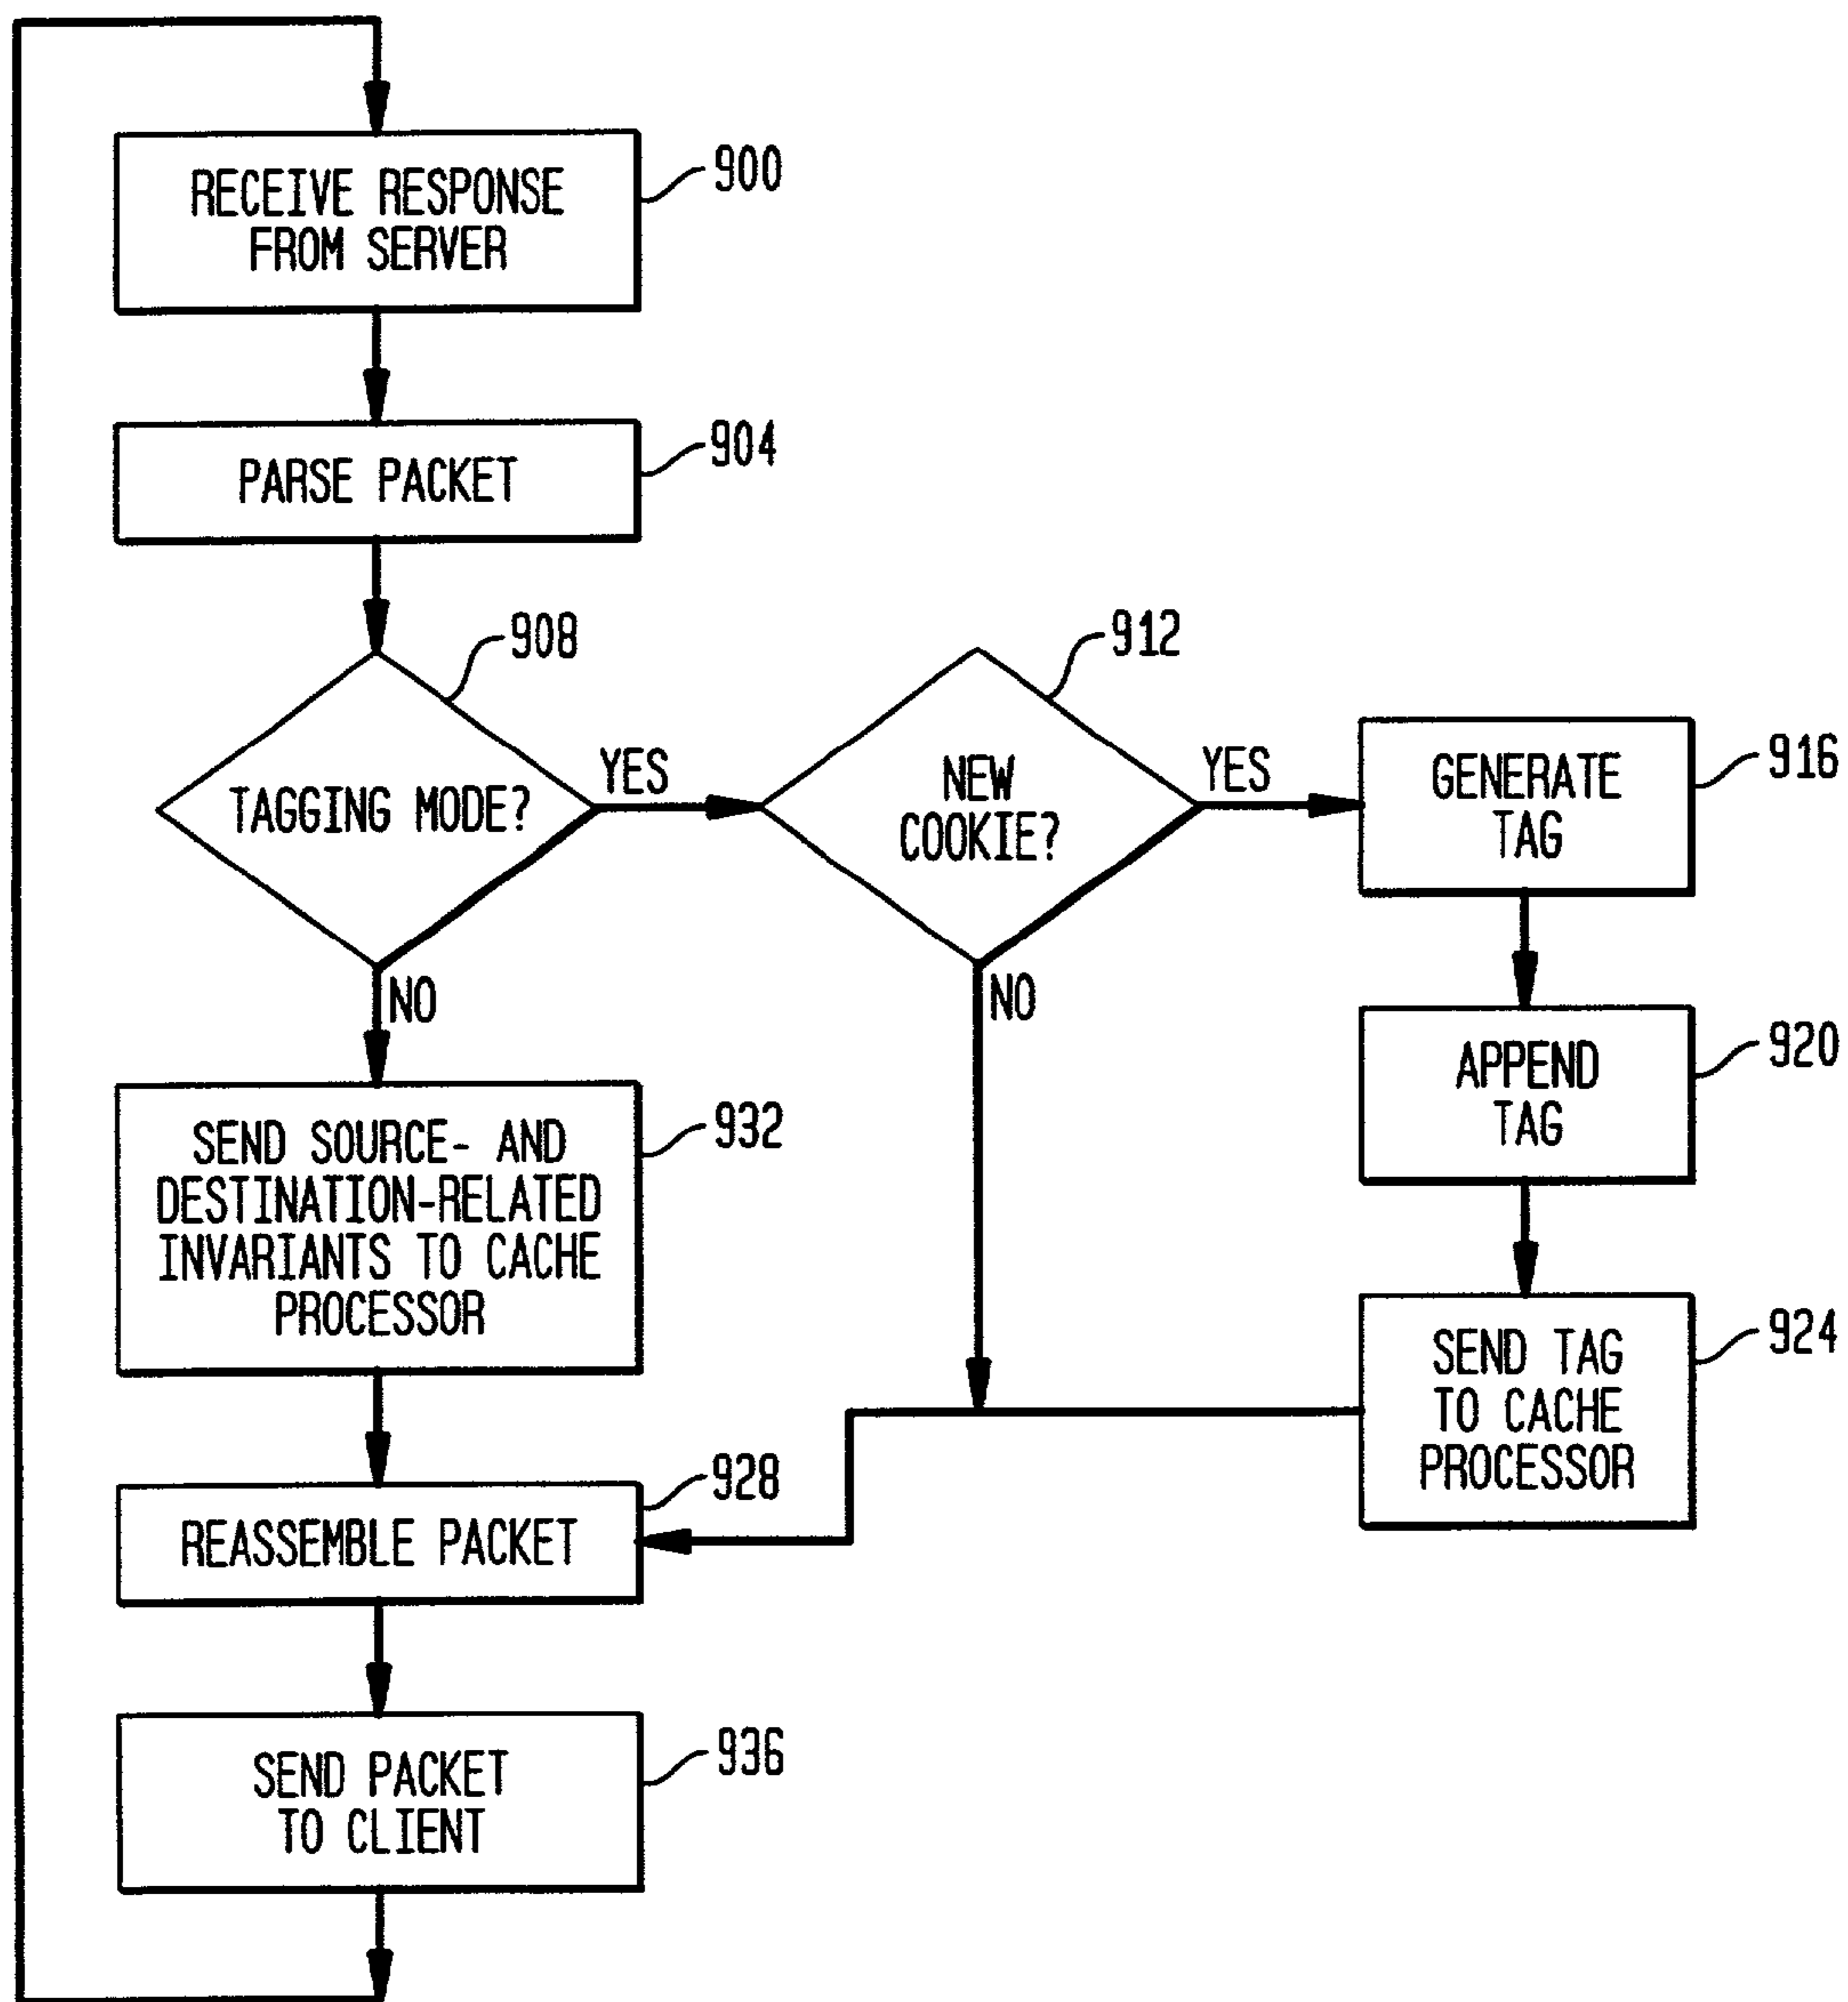 RECEIVE RESPONSE
FROM SERVER
900
PARSE PACKET
904
TAGGING MODE?
908
YES
NO
NEW
COOKIE?
912
YES
NO
GENERATE
TAG
916
APPEND
TAG
920
SEND TAG
TO CACHE
PROCESSOR
924
SEND SOURCE- AND
DESTINATION-RELATED
INVARIANTS TO CACHE
PROCESSOR
932
REASSEMBLE PACKET
928
SEND PACKET
TO CLIENT
936